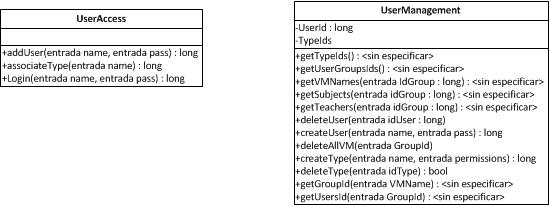 UserAccess
+addUser(entrada name, entrada pass) : long
+associateType(entrada name) : long
+Login(entrada name, entrada pass) : long
UserManagement
-UserId : long
-TypeIds
+getTypeIds() : <sin especificar>
+getUserGroupsIds() : <sin especificar>
+getVMNames(entrada IdGroup : long) : <sin especificar>
+getSubjects(entrada idGroup : long) : <sin especificar>
+getTeachers(entrada idGroup : long) : <sin especificar>
+deleteUser(entrada idUser : long)
+createUser(entrada name, entrada pass) : long
+deleteAllVM(entrada GroupId)
+createType(entrada name, entrada permissions) : long
+deleteType(entrada idType) : bool
+getGroupId(entrada VMName) : <sin especificar>
+getUsersId(entrada GroupId) : <sin especificar>